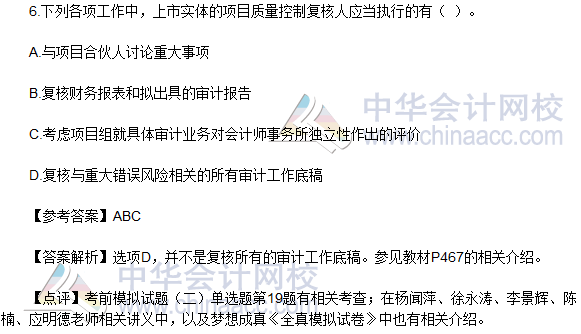 6.下列各项工作中，上市实体的项目质量控制复核人应当执行的有（ ）。
A.与项目合伙人讨论重大事项
B.复核财务报表和拟出具的审计报告
中华会计网校
www.chinaacc.com
C.考虑项目组就具体审计业务对会计师事务所独立性作出的评价
D.复核与重大错误风险相关的所有审计工作底稿
【参考答案】ABC
【答案解析】选项D，并不是复核所有的审计工作底稿。参见教材P467的相关介绍。
中华会计网校
【点评】考前模拟试题（二）单选题第19题有相关考查；在杨闻萍、徐永涛、李景辉、陈
楠、应明德老师相关讲义中，以及梦想成真《全真模拟试卷》中也有相关介绍。